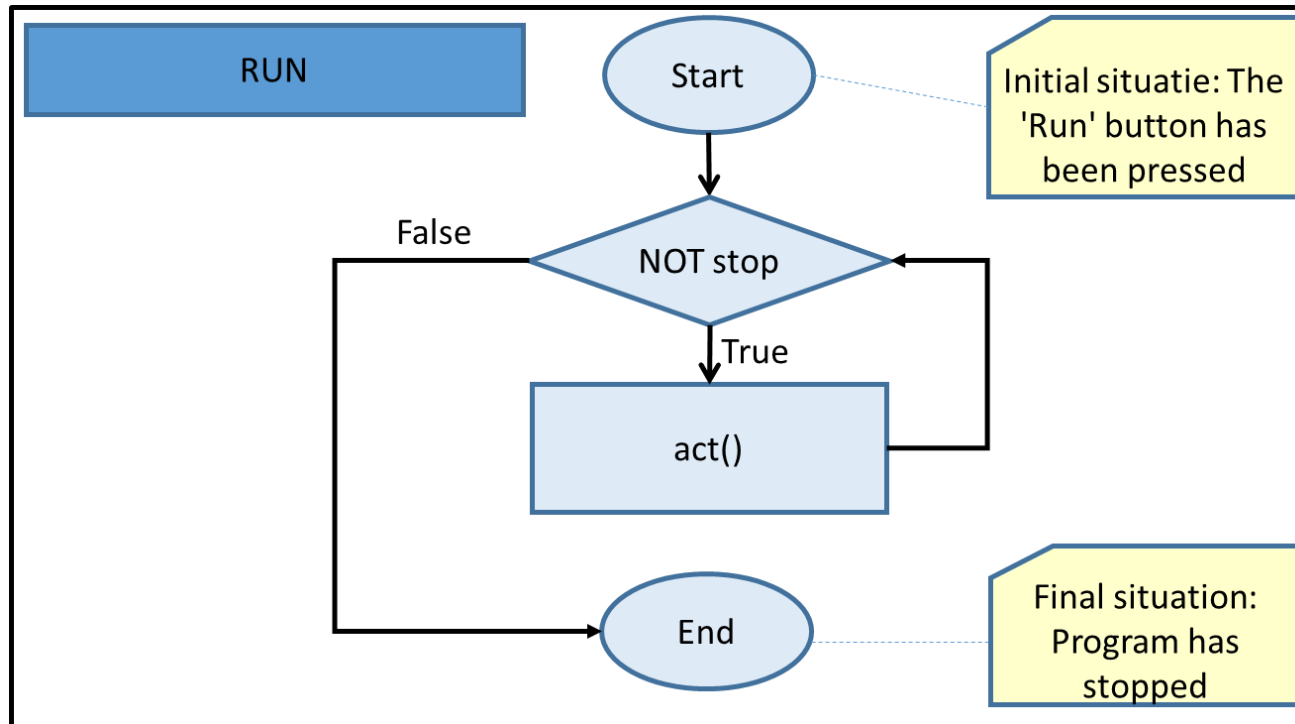 RUN
Start
Initial situatie: The
'Run' button has
been pressed
False
NOT stop
True
act()
End
Final situation:
Program has
stopped